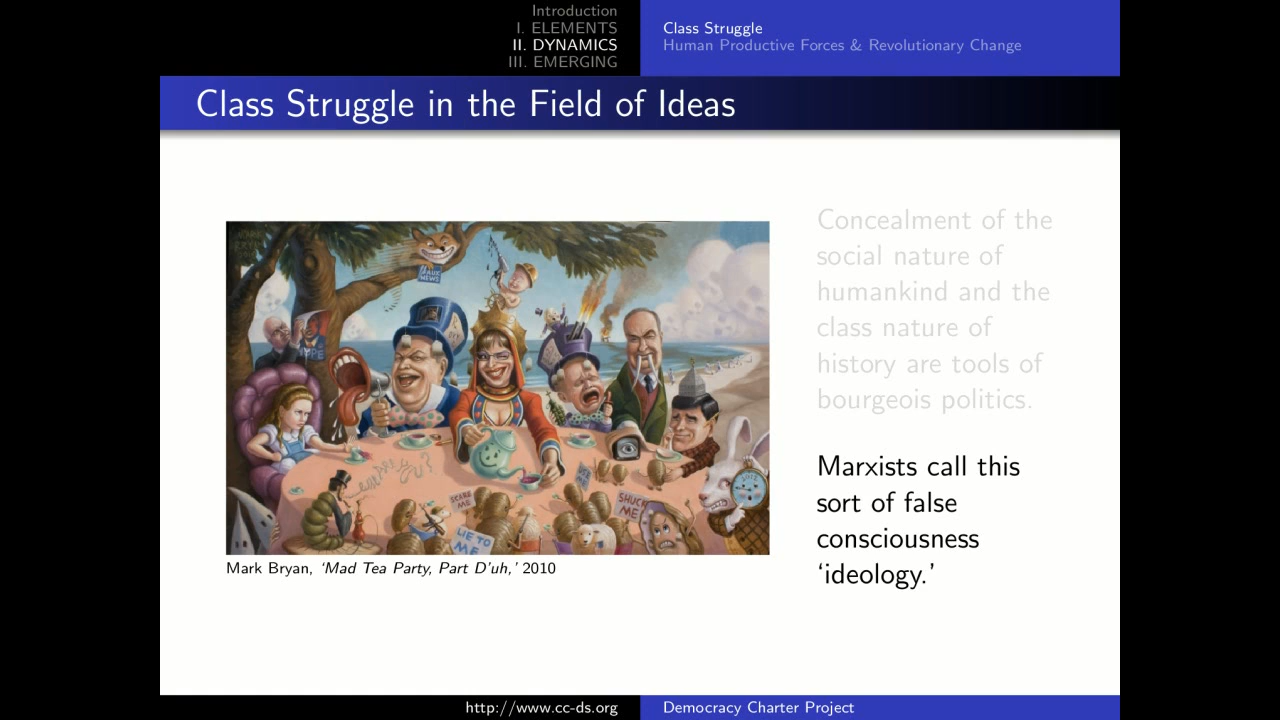 Introduction
I. ELEMENTS
II. DYNAMICS
III. EMERGING
Class Struggle
Human Productive Forces & Revolutionary Change
Class Struggle in the Field of Ideas
FAUX
NEWS
SCARE
ME
LIE TO
ME
SHUCK
ME
Mark Bryan, ‘Mad Tea Party, Part D'uh,’ 2010
Concealment of the
social nature of
humankind and the
class nature of
history are tools of
bourgeois politics.
Marxists call this
sort of false
consciousness
‘ideology.’
http://www.cc-ds.org
Democracy Charter Project